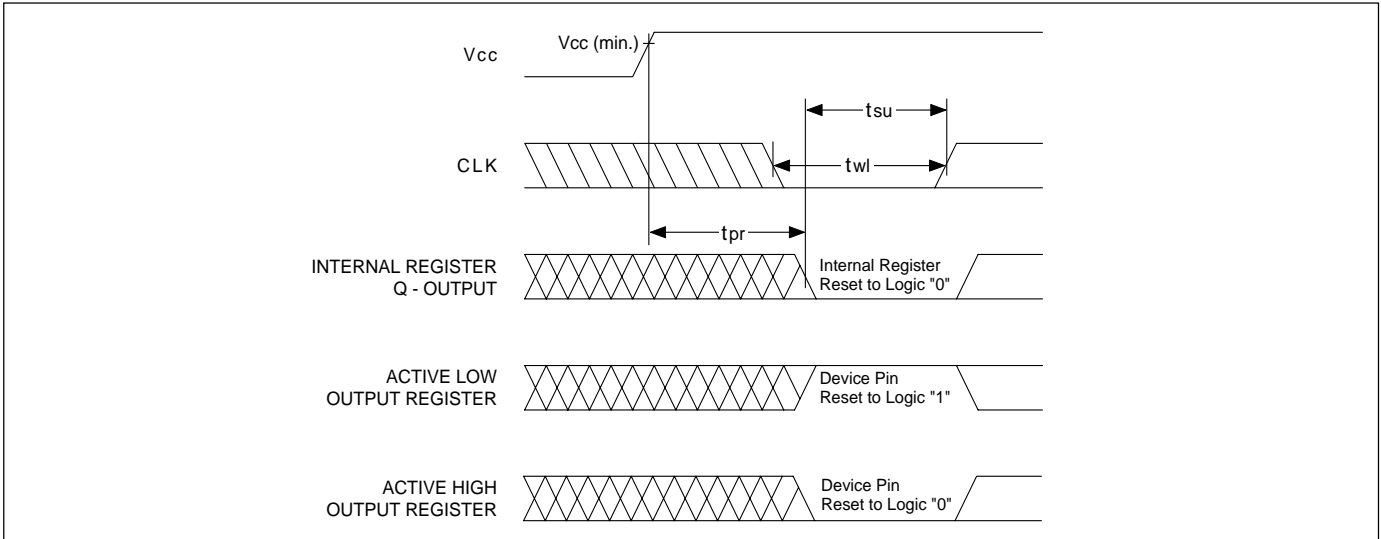 Vcc
Vcc (min.)
tsu
CLK
twl
tpr
INTERNAL REGISTER
Q - OUTPUT
Internal Register
Reset to Logic "0"
ACTIVE LOW
OUTPUT REGISTER
Device Pin
Reset to Logic "1"
ACTIVE HIGH
OUTPUT REGISTER
Device Pin
Reset to Logic "0"